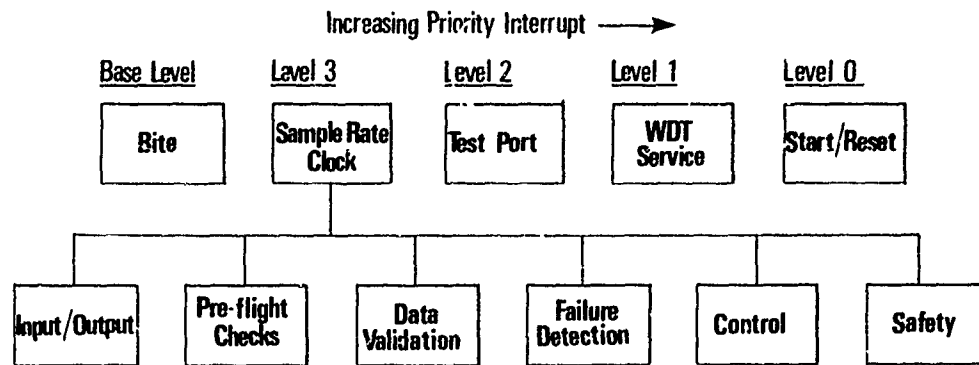 Increasing Priority Interrupt
Base Level Lavel 3 Level 2 Level 1 Level 0
Bite
Sample Rate
Clock
Test Port
WDT
Service
Start/Reset
Input/Output
Pre-flight
Checks
Data
Validation
Failure
Detection
Control
Safety